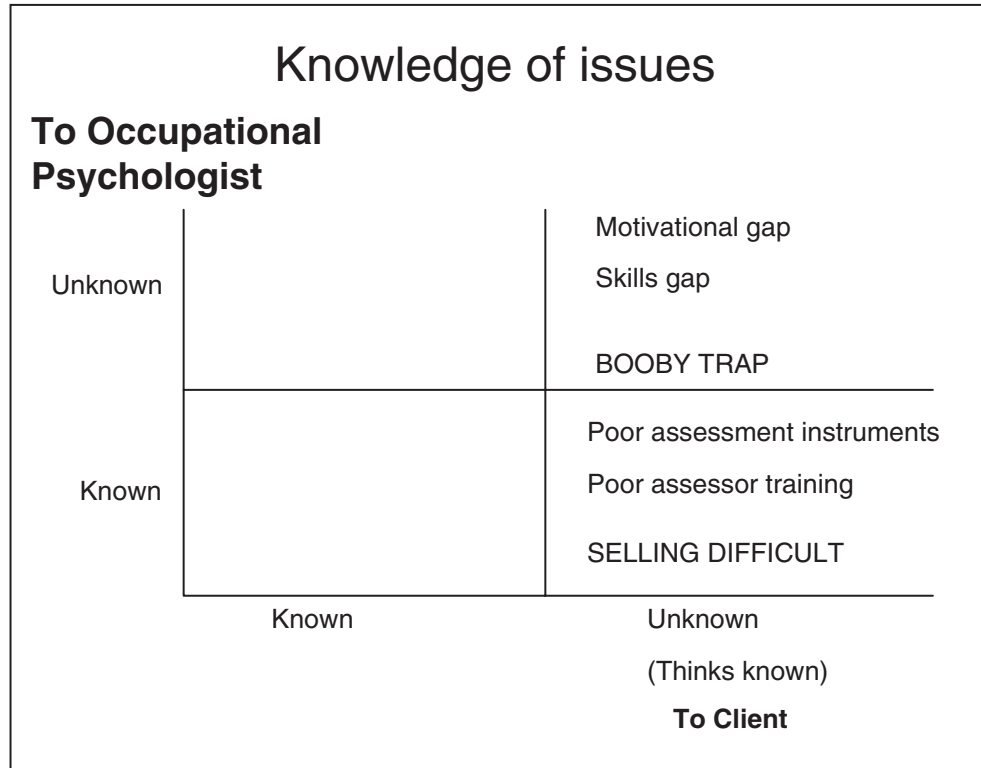 Knowledge of issues
To Occupational
Psychologist
Unknown
Motivational gap
Skills gap
BOOBY TRAP
Known
Poor assessment instruments
Poor assessor training
SELLING DIFFICULT
Known
Unknown
(Thinks known)
To Client